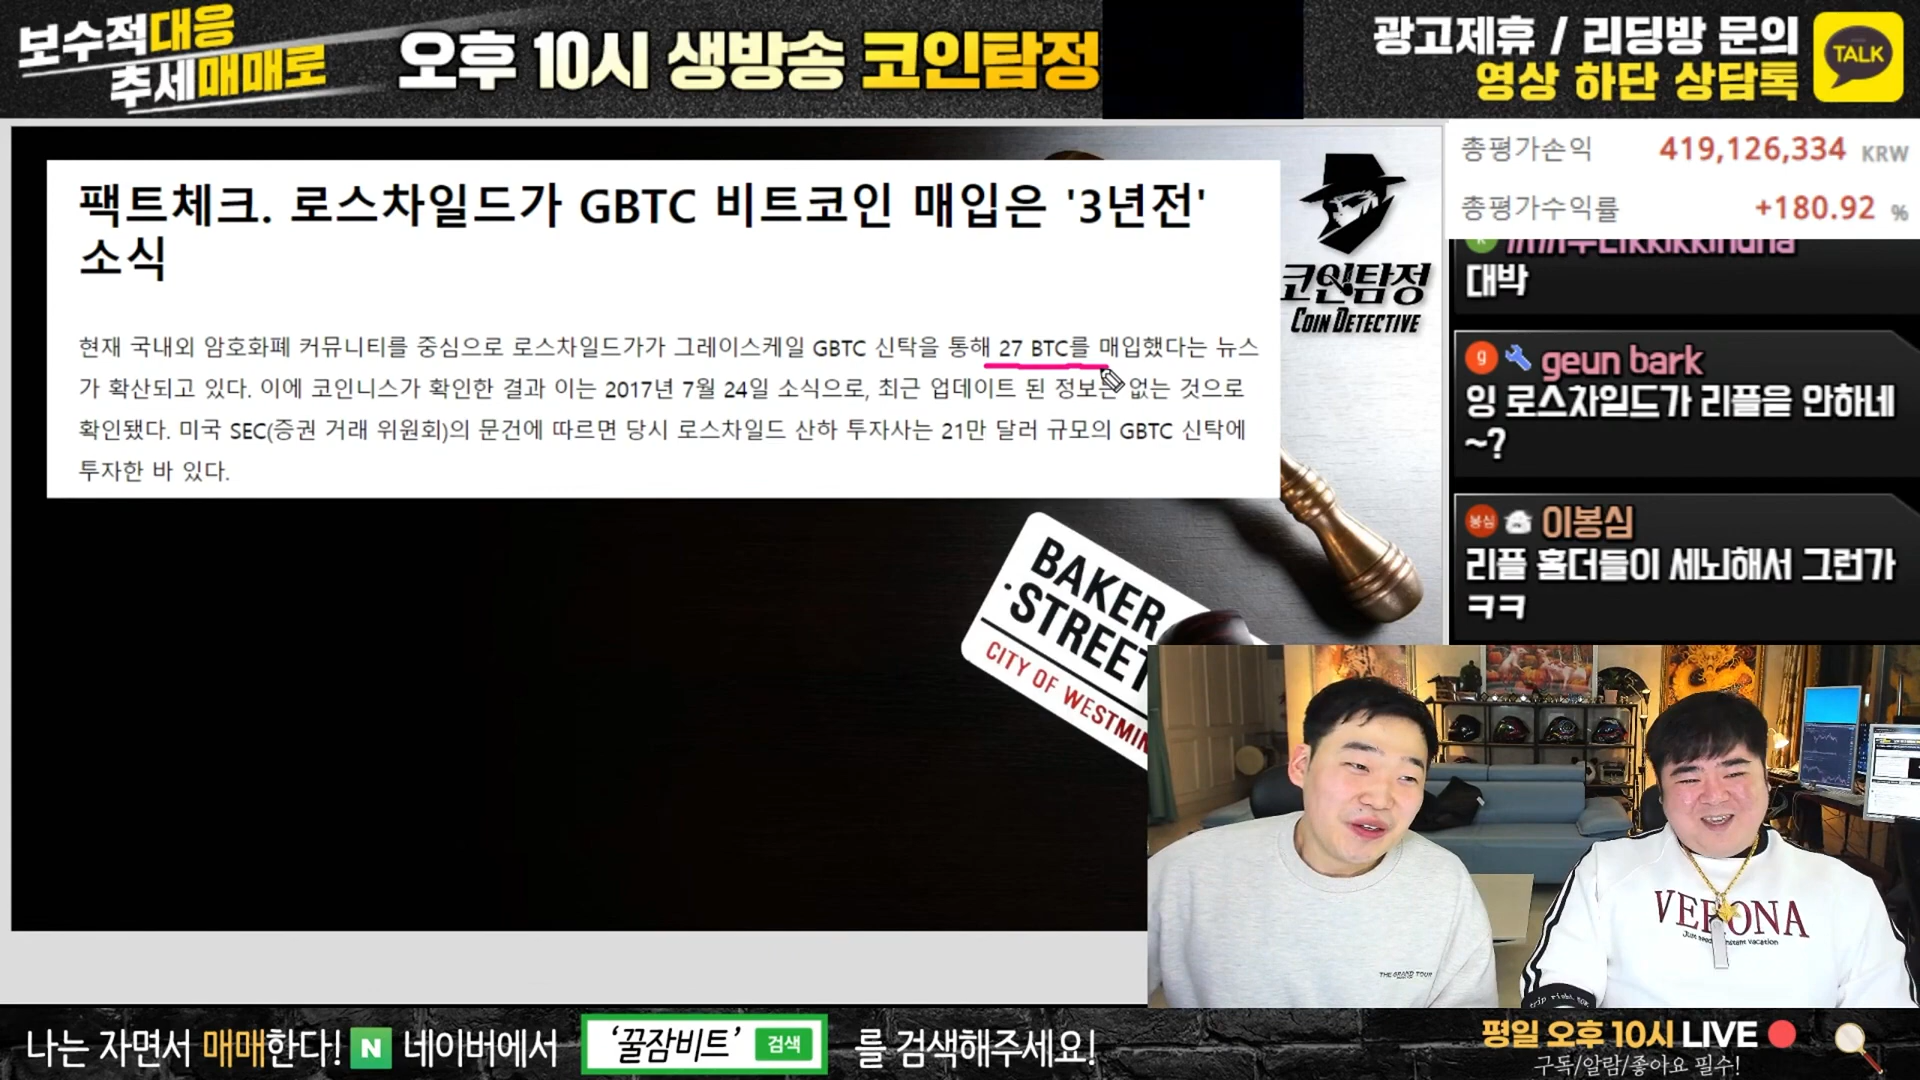 보수적대응
추세매매로
오후 10시 생방송 코인탐정
광고제휴 / 리딩방 문의
영상 하단 상담톡
TALK
총평가손익 419,126,334 KRW
총평가수익률 +180.92 %
팩트체크. 로스차일드가 GBTC 비트코인 매입은 '3년전'
소식
현재 국내외 암호화폐 커뮤니티를 중심으로 로스차일드가가 그레이스케일 GBTC 신탁을 통해 27 BTC를 매입했다는 뉴스
가 확산되고 있다. 이에 코인니스가 확인한 결과 이는 2017년 7월 24일 소식으로, 최근 업데이트 된 정보는 없는 것으로
확인됐다. 미국 SEC(증권 거래 위원회)의 문건에 따르면 당시 로스차일드 산하 투자사는 21만 달러 규모의 GBTC 신탁에
투자한 바 있다.
코인탐정
COIN DETECTIVE
대박
g geun bark
잉 로스차일드가 리플을 안하네
~?
봉심 이봉심
리플 홀더들이 세뇌해서 그런가
ㅋㅋ
BAKER
STREET
CITY OF WESTMIN
THE GRAND TOUR
VERONA
나는 자면서 매매한다! N 네이버에서 '꿀잠비트' 검색 를 검색해주세요!
평일 오후 10시 LIVE
구독/알람/좋아요 필수!